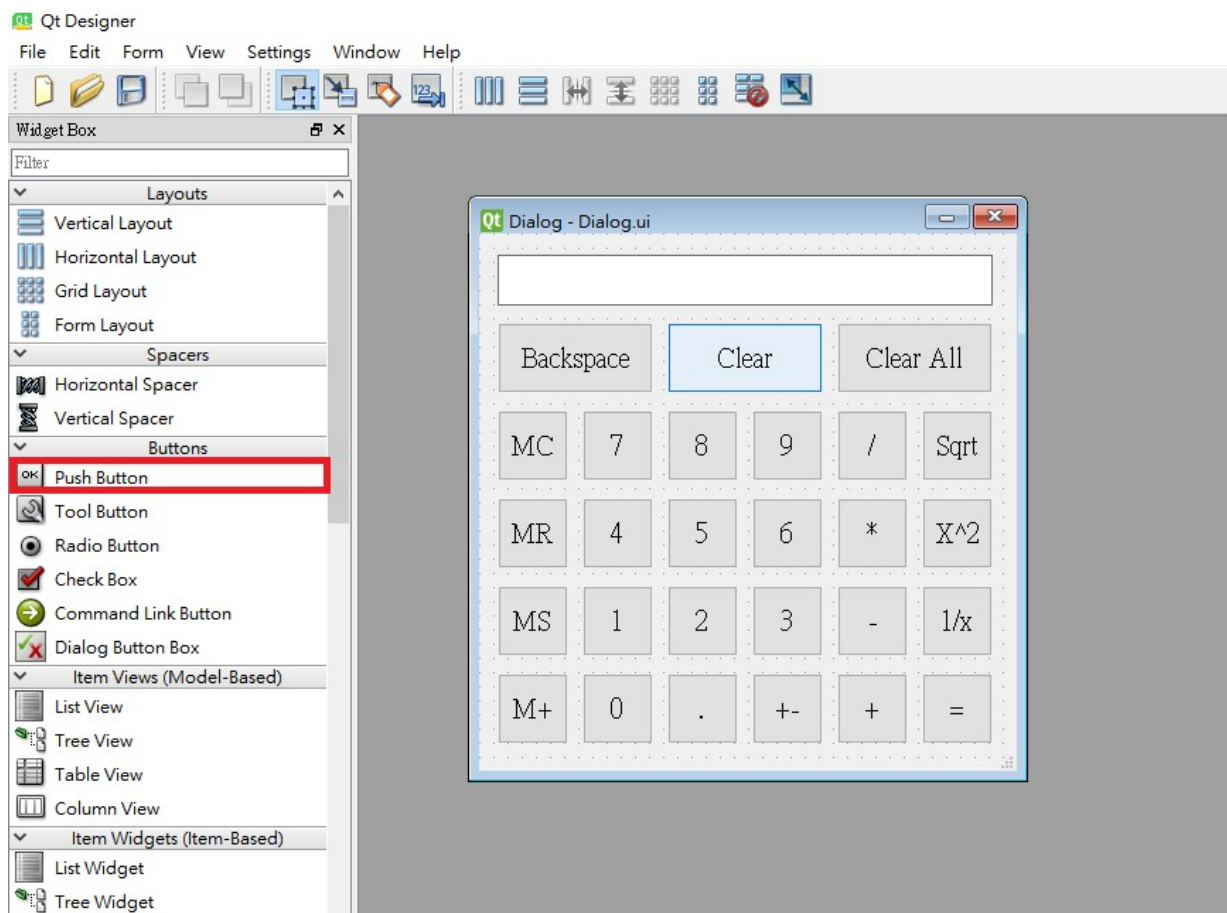 Qt Designer
File Edit Form View Settings Window Help
123
Widget Box
Filter
Layouts
Vertical Layout
Horizontal Layout
Grid Layout
Form Layout
Spacers
Horizontal Spacer
Vertical Spacer
Buttons
OK Push Button
Tool Button
Radio Button
Check Box
Command Link Button
Dialog Button Box
Item Views (Model-Based)
List View
Tree View
Table View
Column View
Item Widgets (Item-Based)
List Widget
Tree Widget
Qt Dialog - Dialog.ui
Backspace Clear Clear All
MC 7 8 9 / Sqrt
MR 4 5 6 * X^2
MS 1 2 3 - 1/x
M+ 0 . +- + =